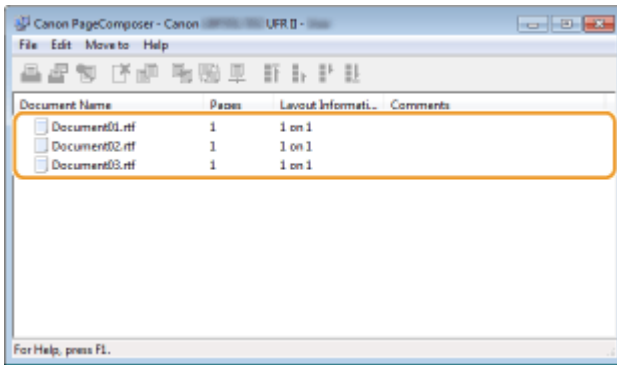 Canon PageComposer - Canon UFR II -
File Edit Move to Help
Document Name Pages Layout Informati... Comments
Document01.rtf 1 1 on 1
Document02.rtf 1 1 on 1
Document03.rtf 1 1 on 1
For Help, press F1.